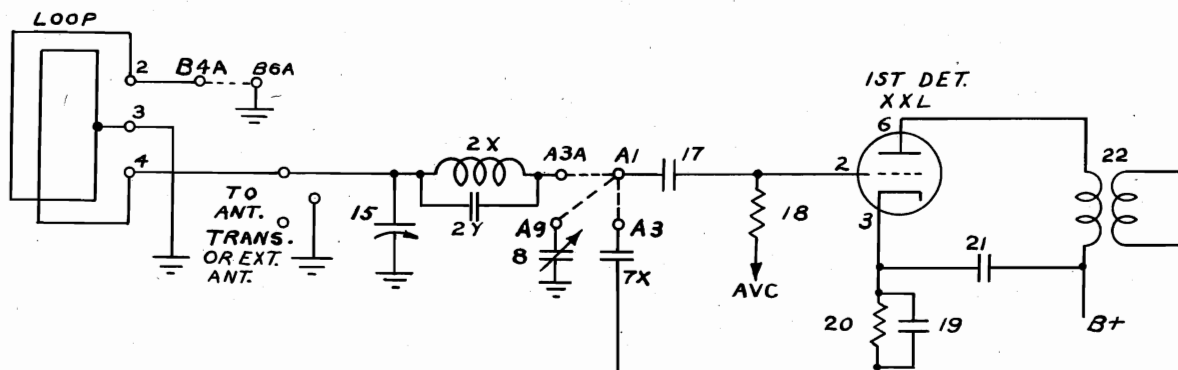 LOOP
2
B4A
B6A
3
4
TO
ANT.
TRANS.
OR EXT.
ANT.
15
2X
2Y
A3A
A1
A9
8
A3
7X
17
18
AVC
1ST DET.
XXL
6
2
3
21
20
19
22
B+